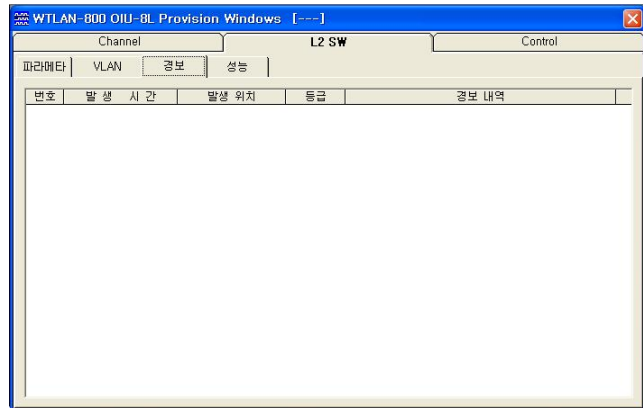 WTLAN-800 OIU-8L Provision Windows [---]
Channel L2 SW Control
파라메타 VLAN 경보 성능
번호 발 생 시 간 발생 위치 등급 경보 내역